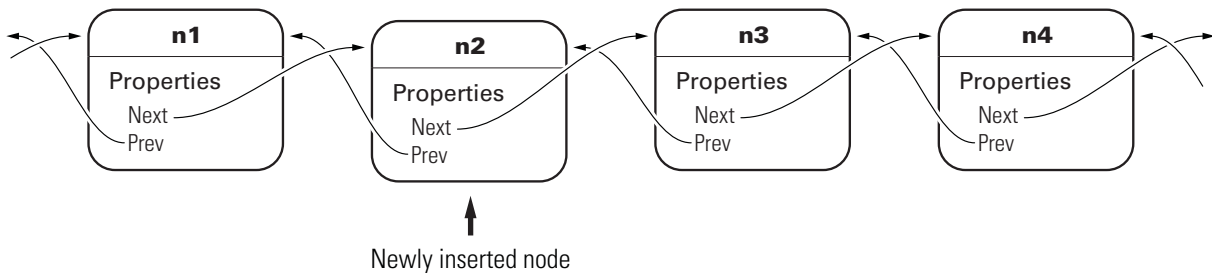 n1
Properties
Next
Prev
n2
Properties
Next
Prev
n3
Properties
Next
Prev
n4
Properties
Next
Prev
Newly inserted node